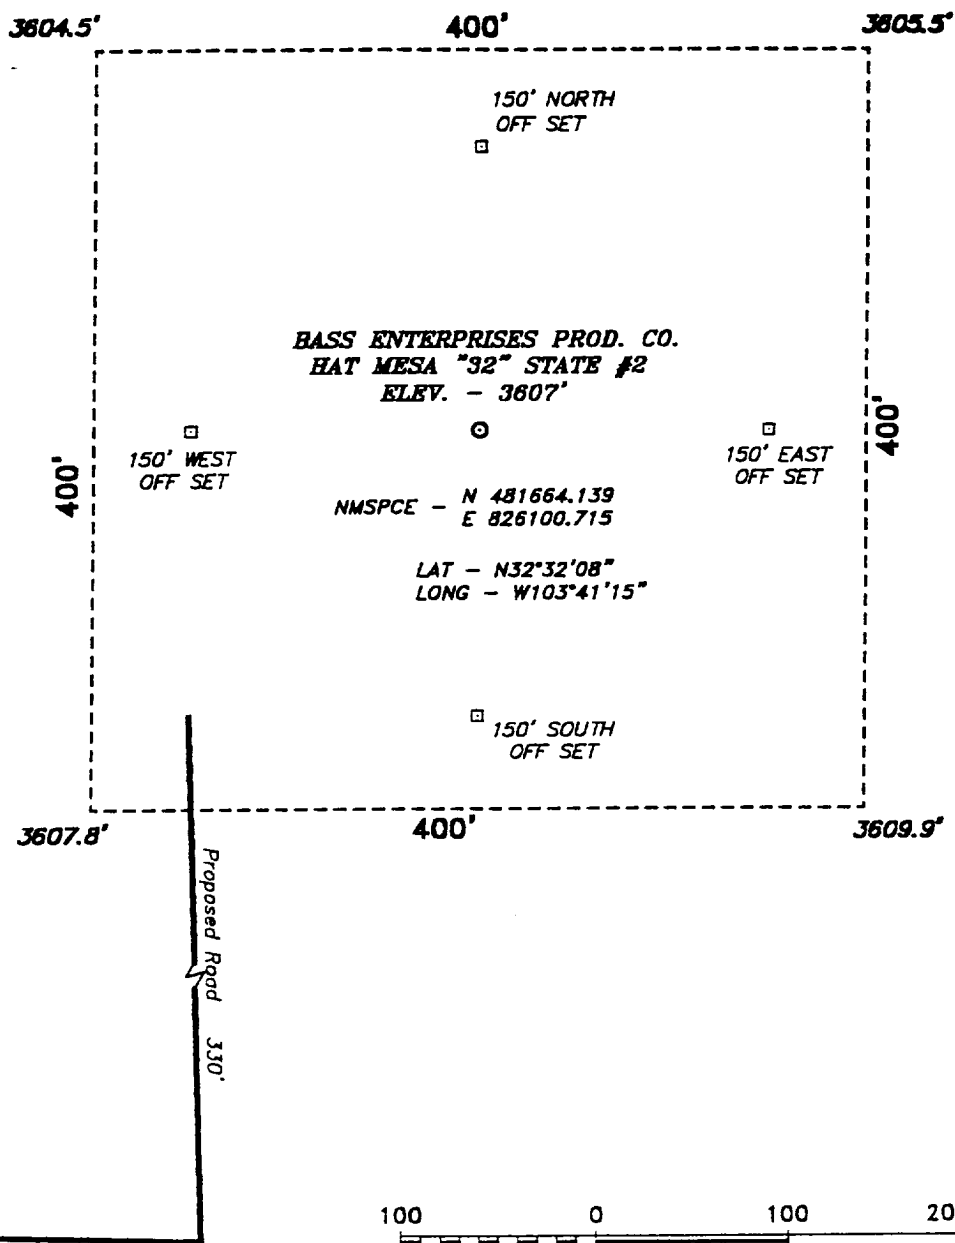 3604.5'
400'
3605.5'
150' NORTH
OFF SET
BASS ENTERPRISES PROD. CO.
HAT MESA "32" STATE #2
ELEV. - 3607'
150' WEST
OFF SET
150' EAST
OFF SET
400'
400'
NMSPCE - N 481664.139
E 826100.715
LAT - N32°32'08"
LONG - W103°41'15"
150' SOUTH
OFF SET
3607.8'
400'
3609.9'
Proposed Road 330'
100 0 100 20